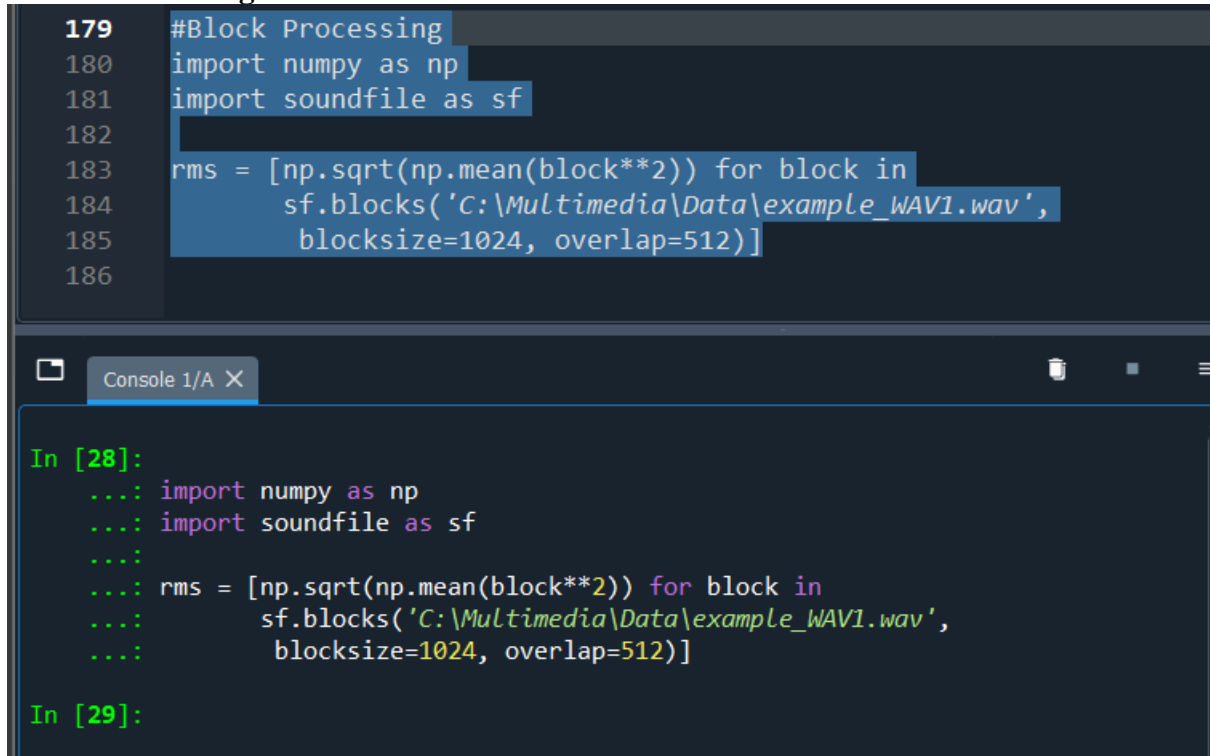 179 #Block Processing
180 import numpy as np
181 import soundfile as sf
182
183 rms = [np.sqrt(np.mean(block**2)) for block in
184 sf.blocks('C:\Multimedia\Data\example_WAV1.wav',
185 blocksize=1024, overlap=512)]
186
Console 1/A
In [28]:
...: import numpy as np
...: import soundfile as sf
...:
...: rms = [np.sqrt(np.mean(block**2)) for block in
...: sf.blocks('C:\Multimedia\Data\example_WAV1.wav',
...: blocksize=1024, overlap=512)]
In [29]: